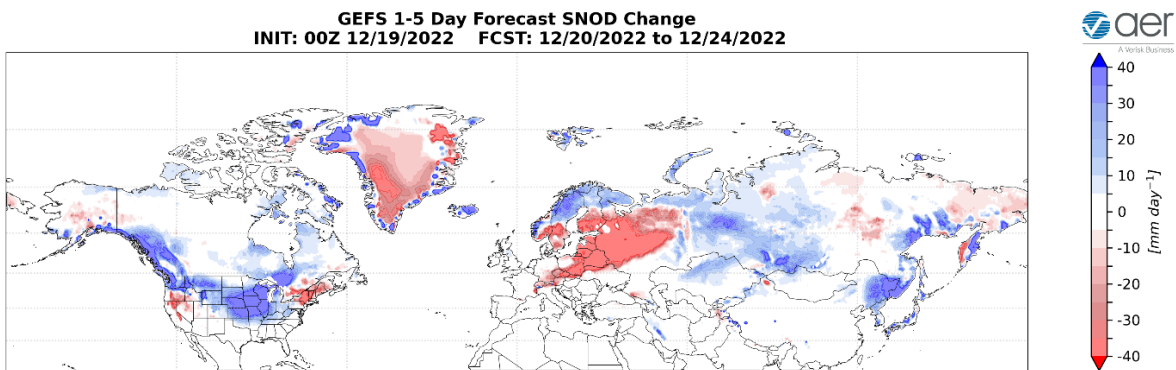 GEFS 1-5 Day Forecast SNOD Change
INIT: 00Z 12/19/2022 FCST: 12/20/2022 to 12/24/2022
aer
A Verisk Business
40
30
20
10
0
-10
-20
-30
-40
[mm day⁻¹]